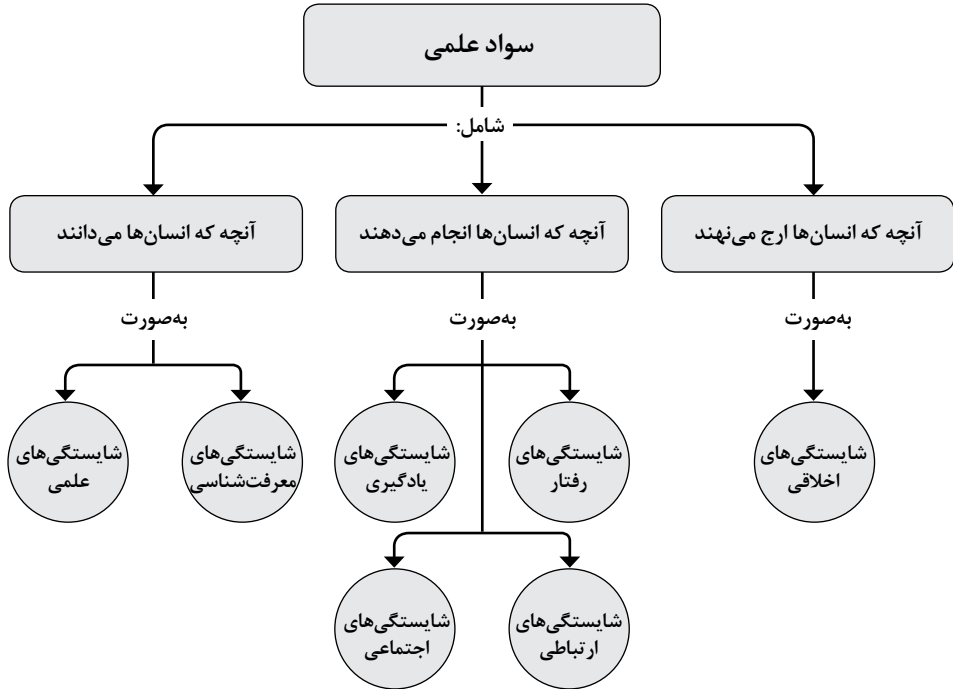 سواد علمی
شامل:
آنچه که انسان‌ها ارج می‌نهند
آنچه که انسان‌ها انجام می‌دهند
آنچه که انسان‌ها می‌دانند
به‌صورت
به‌صورت
به‌صورت
شایستگی‌های
اخلاقی
شایستگی‌های
رفتار
شایستگی‌های
یادگیری
شایستگی‌های
معرفت‌شناسی
شایستگی‌های
علمی
شایستگی‌های
ارتباطی
شایستگی‌های
اجتماعی